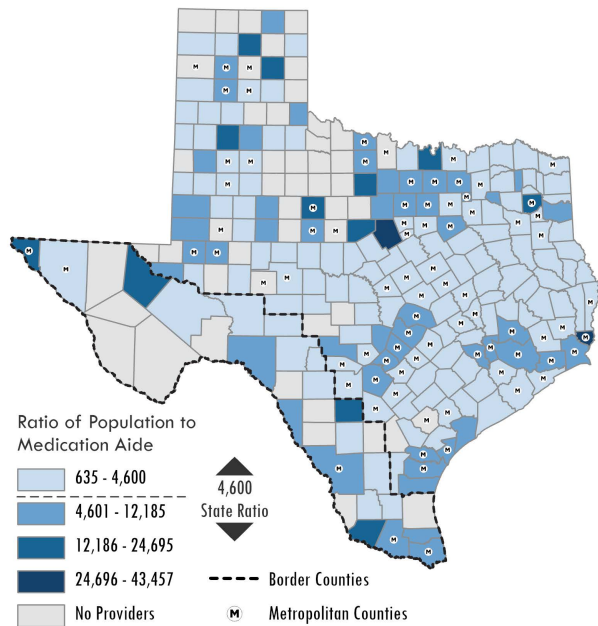 Ratio of Population to
Medication Aide
635 - 4,600
4,601 - 12,185
12,186 - 24,695
24,696 - 43,457
No Providers
4,600
State Ratio
Border Counties
M Metropolitan Counties